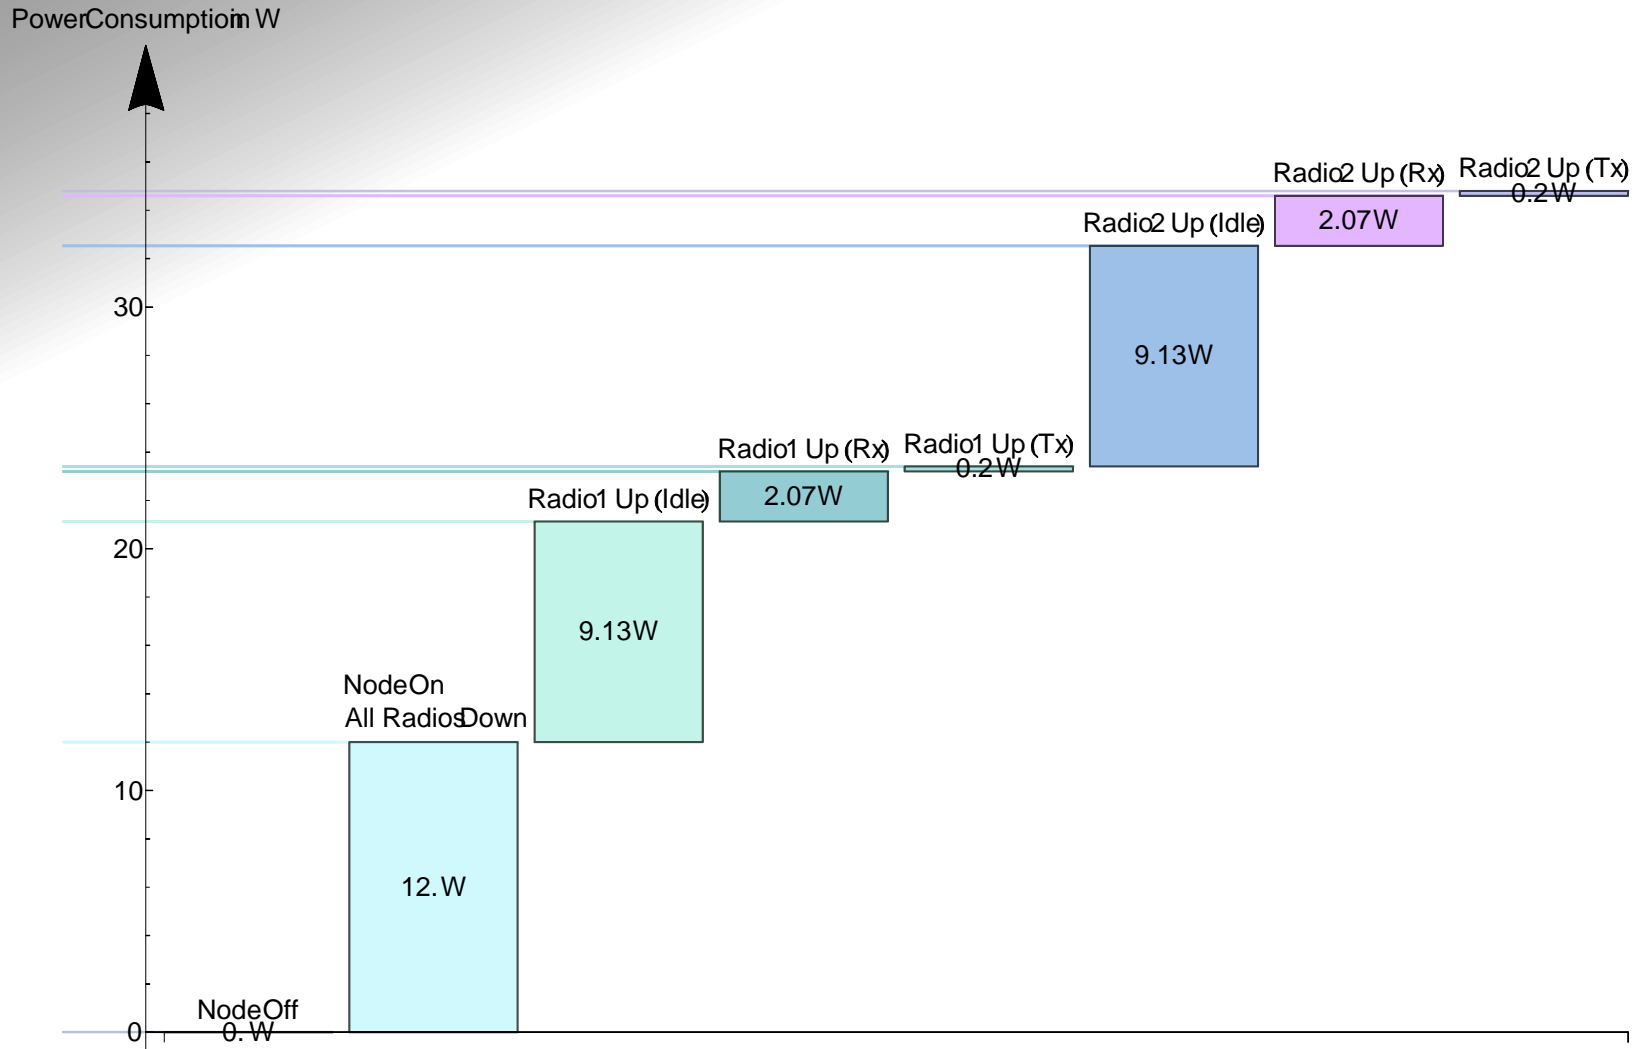 PowerConsumption in W
Radio2 Up (Rx)
Radio2 Up (Tx)
0.2W
2.07W
Radio2 Up (Idle)
30
9.13W
Radio1 Up (Rx)
Radio1 Up (Tx)
0.2W
Radio1 Up (Idle)
2.07W
20
9.13W
NodeOn
All RadiosDown
10
12.W
NodeOff
0
0.W